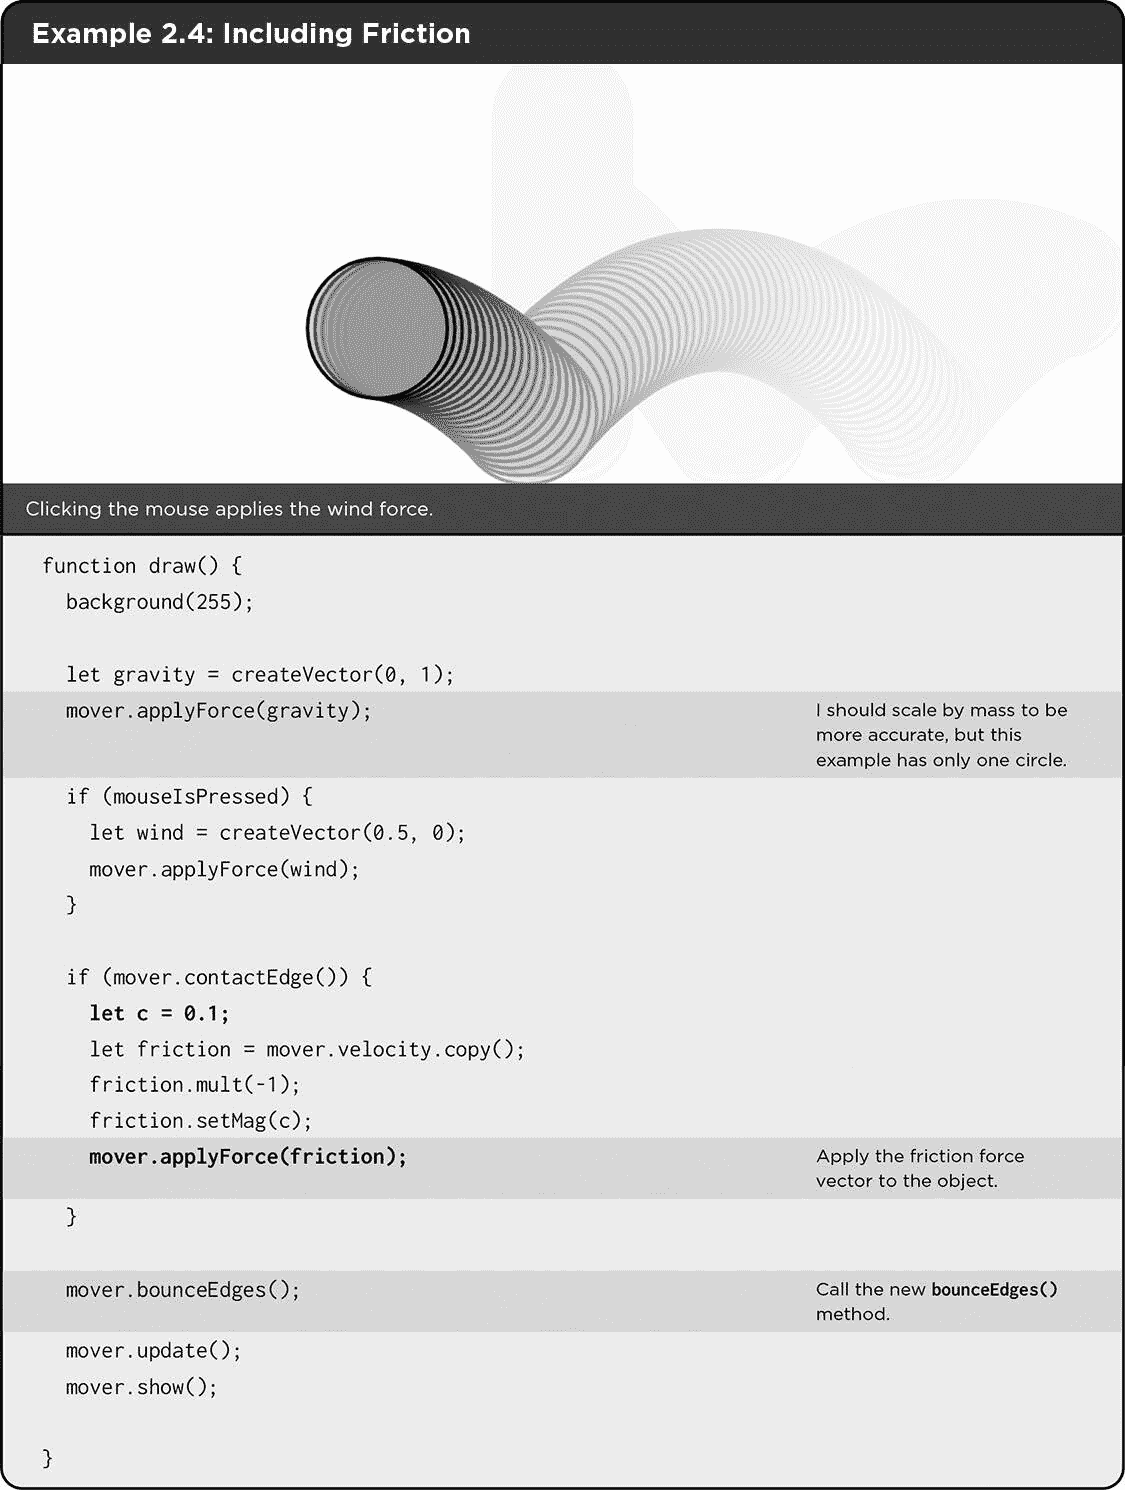 Example 2.4: Including Friction
Clicking the mouse applies the wind force.
function draw() {
background(255);
let gravity = createVector(0, 1);
mover.applyForce(gravity);
I should scale by mass to be
more accurate, but this
example has only one circle.
if (mouseIsPressed) {
let wind = createVector(0.5, 0);
mover.applyForce(wind);
}
if (mover.contactEdge()) {
let c = 0.1;
let friction = mover.velocity.copy();
friction.mult(-1);
friction.setMag(c);
mover.applyForce(friction);
Apply the friction force
vector to the object.
}
mover.bounceEdges();
Call the new bounceEdges()
method.
mover.update();
mover.show();
}